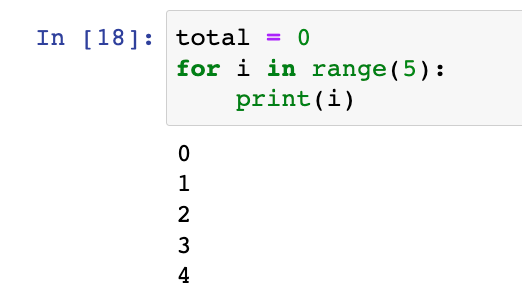 In [18]: total = 0
for i in range(5):
    print(i)
0
1
2
3
4